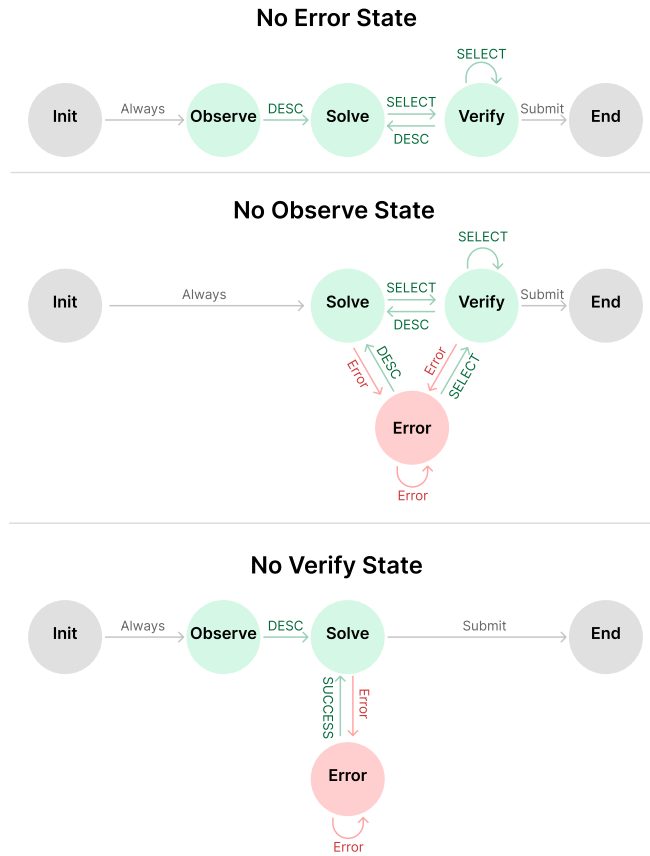 No Error State
SELECT
Init
Always
Observe
DESC
Solve
SELECT
DESC
Verify
Submit
End
No Observe State
SELECT
Init
Always
Solve
SELECT
DESC
Verify
Submit
End
Error
DESC
Error
SELECT
Error
Error
No Verify State
Init
Always
Observe
DESC
Solve
Submit
End
SUCCESS
Error
Error
Error